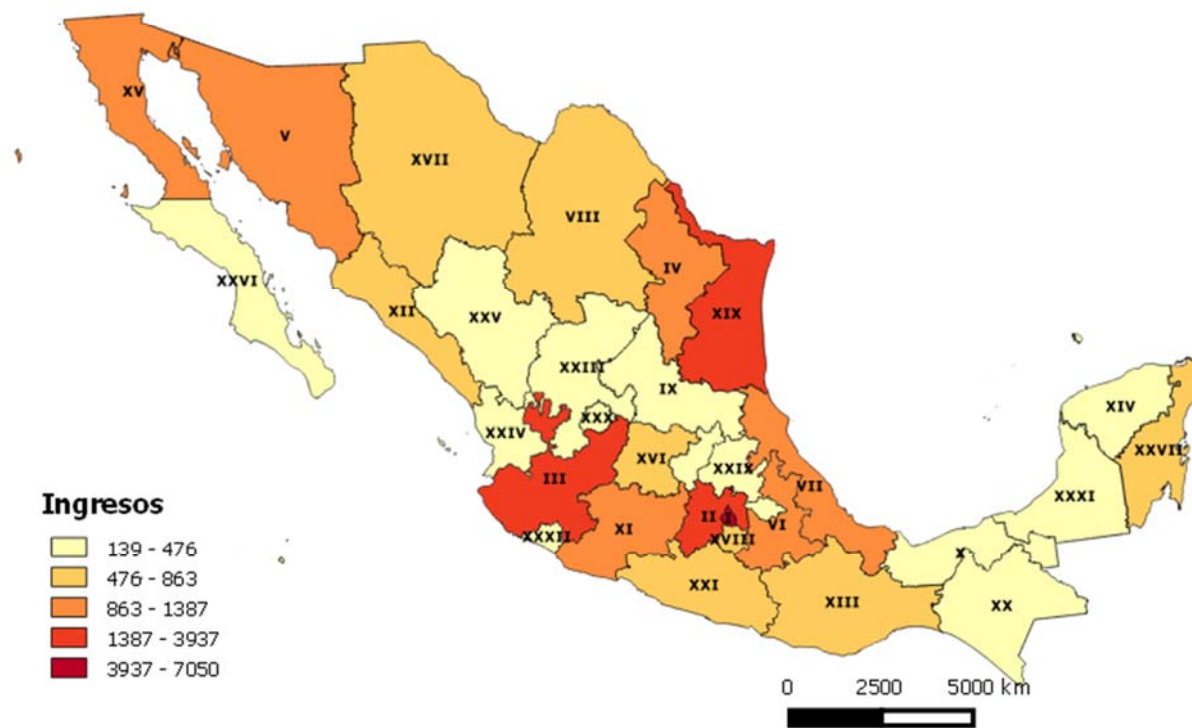 XV
V
XVII
VIII
IV
XXVI
XII
XXV
XIX
XXIII
IX
XXX
XXIV
XIV
XVI
XXIX
XXVII
III
VII
XXXI
II
I
VI
XXXII
XI
XVIII
X
XXI
XIII
XX
Ingresos
139 - 476
476 - 863
863 - 1387
1387 - 3937
3937 - 7050
0 2500 5000 km